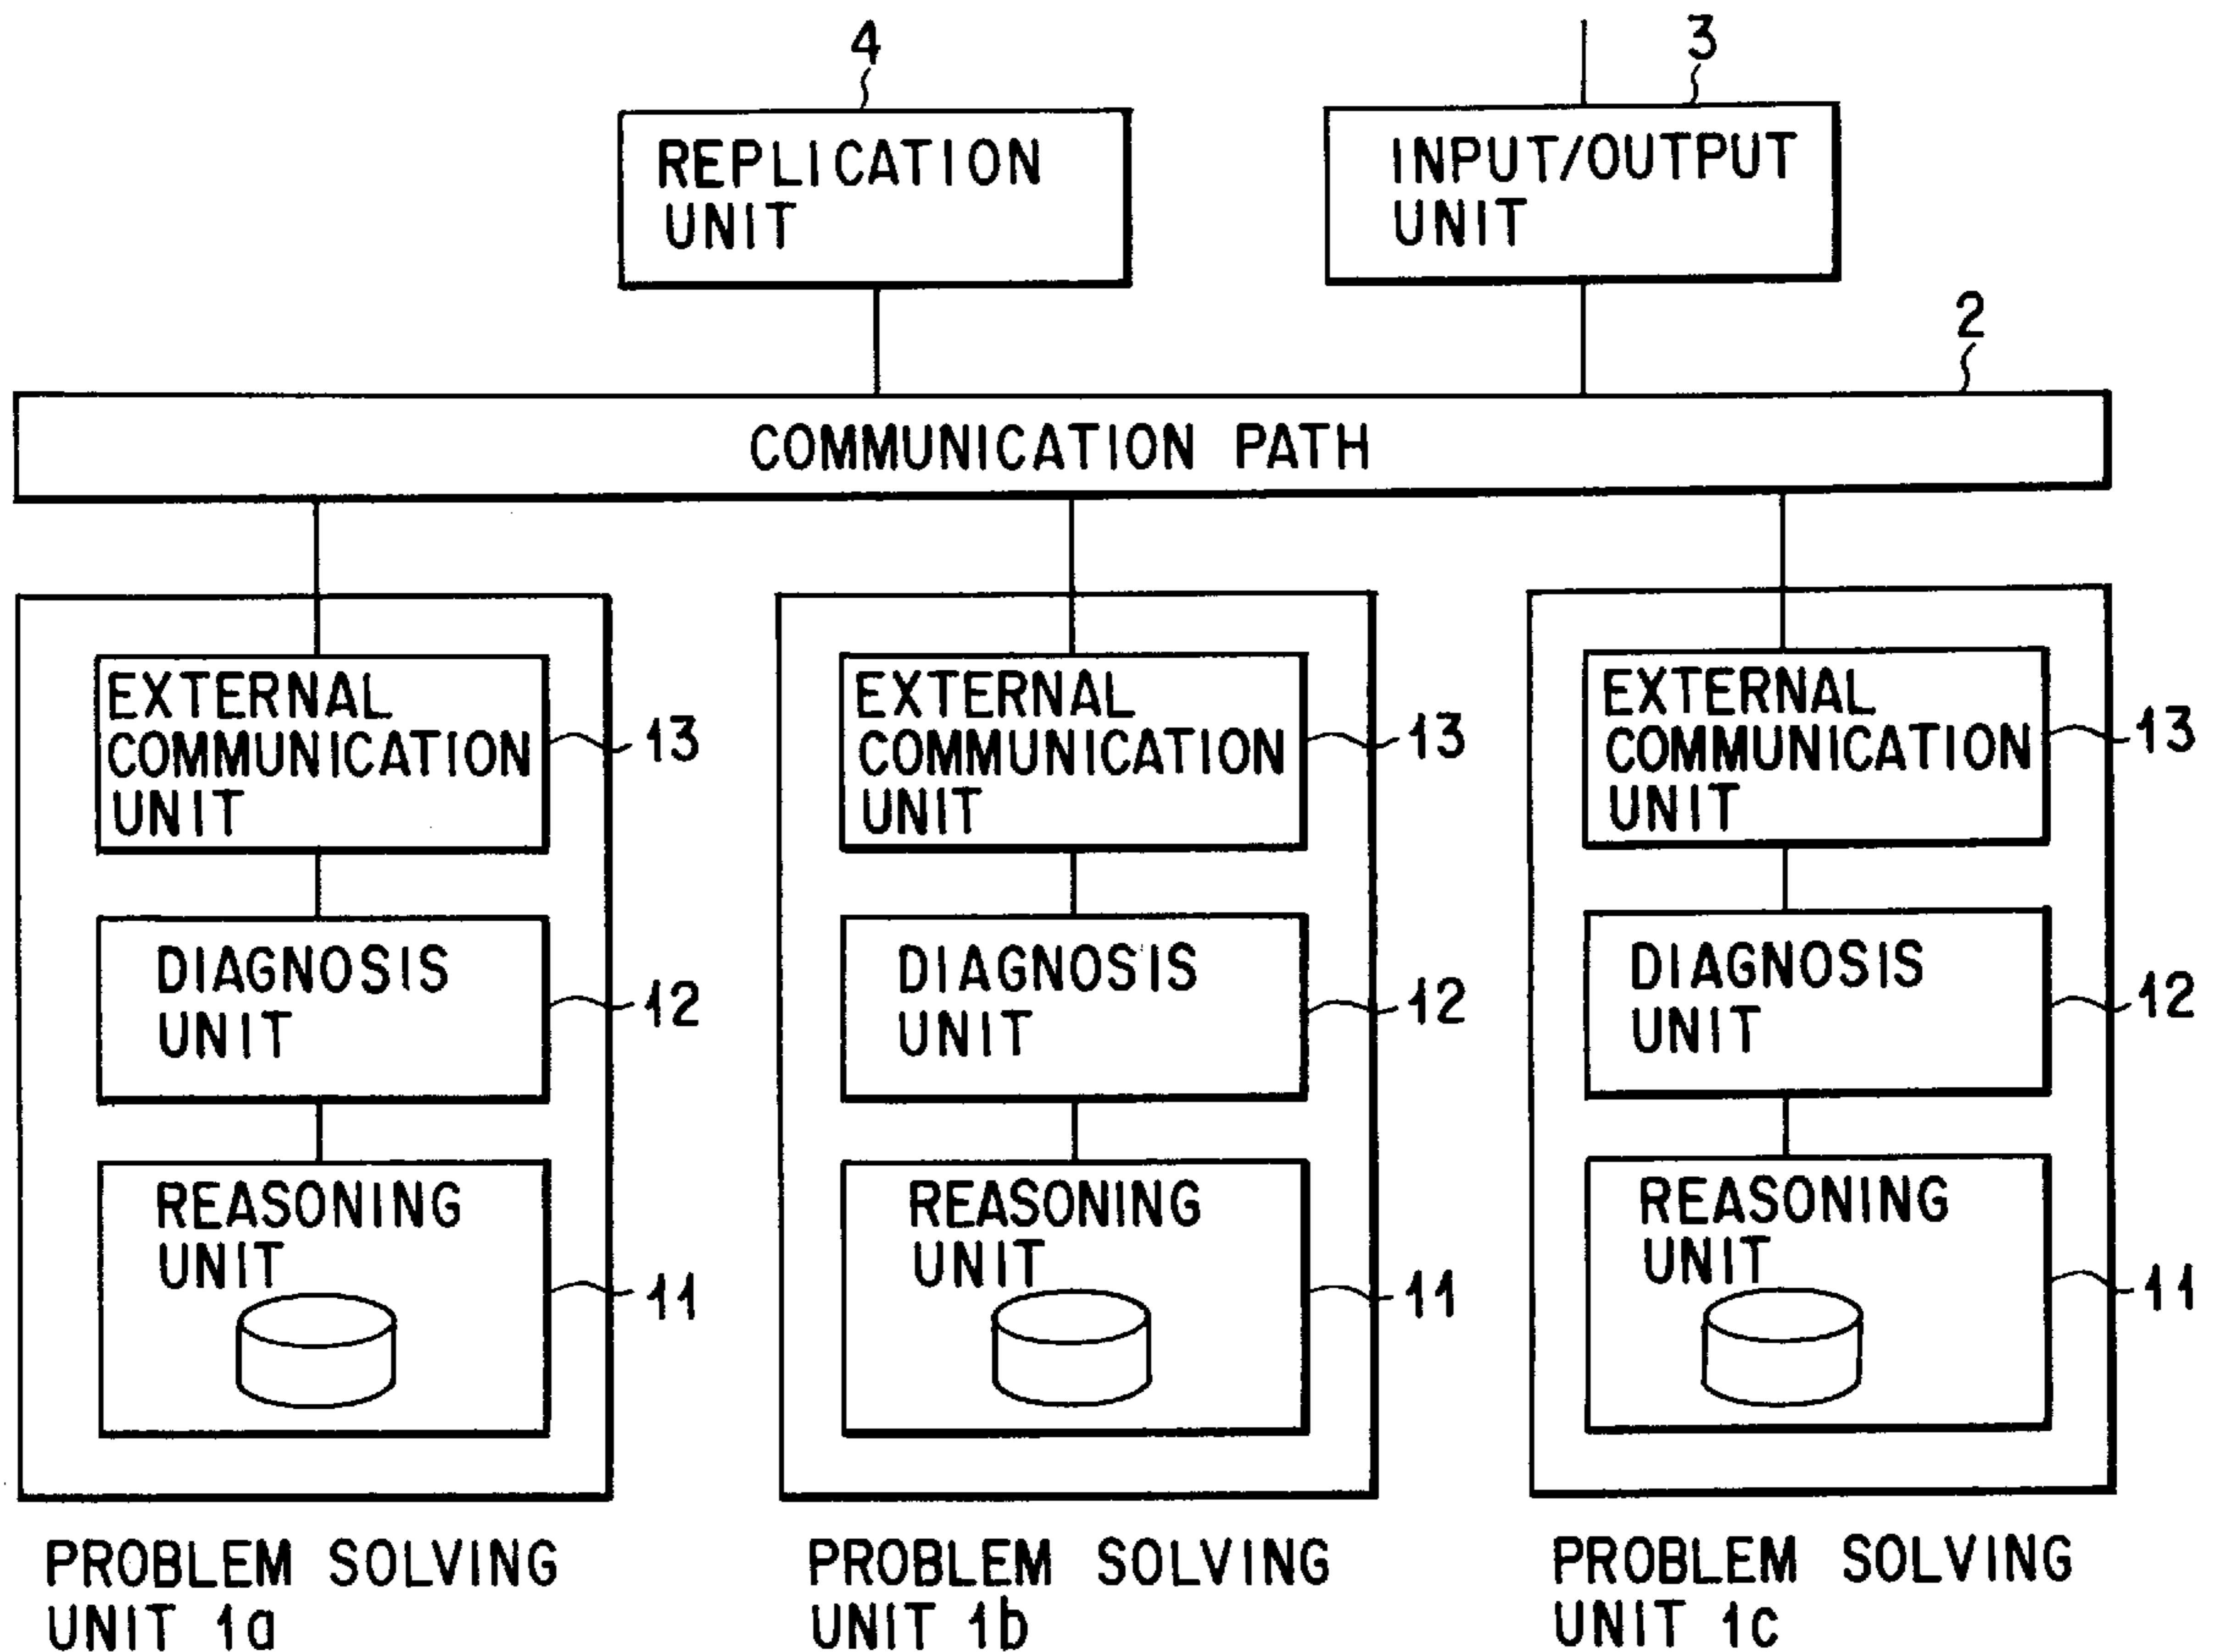 4
3
REPLICATION
UNIT
INPUT/OUTPUT
UNIT
2
COMMUNICATION PATH
EXTERNAL
COMMUNICATION
UNIT
13
DIAGNOSIS
UNIT
12
REASONING
UNIT
11
PROBLEM SOLVING
UNIT 1a
EXTERNAL
COMMUNICATION
UNIT
13
DIAGNOSIS
UNIT
12
REASONING
UNIT
11
PROBLEM SOLVING
UNIT 1b
EXTERNAL
COMMUNICATION
UNIT
13
DIAGNOSIS
UNIT
12
REASONING
UNIT
11
PROBLEM SOLVING
UNIT 1c